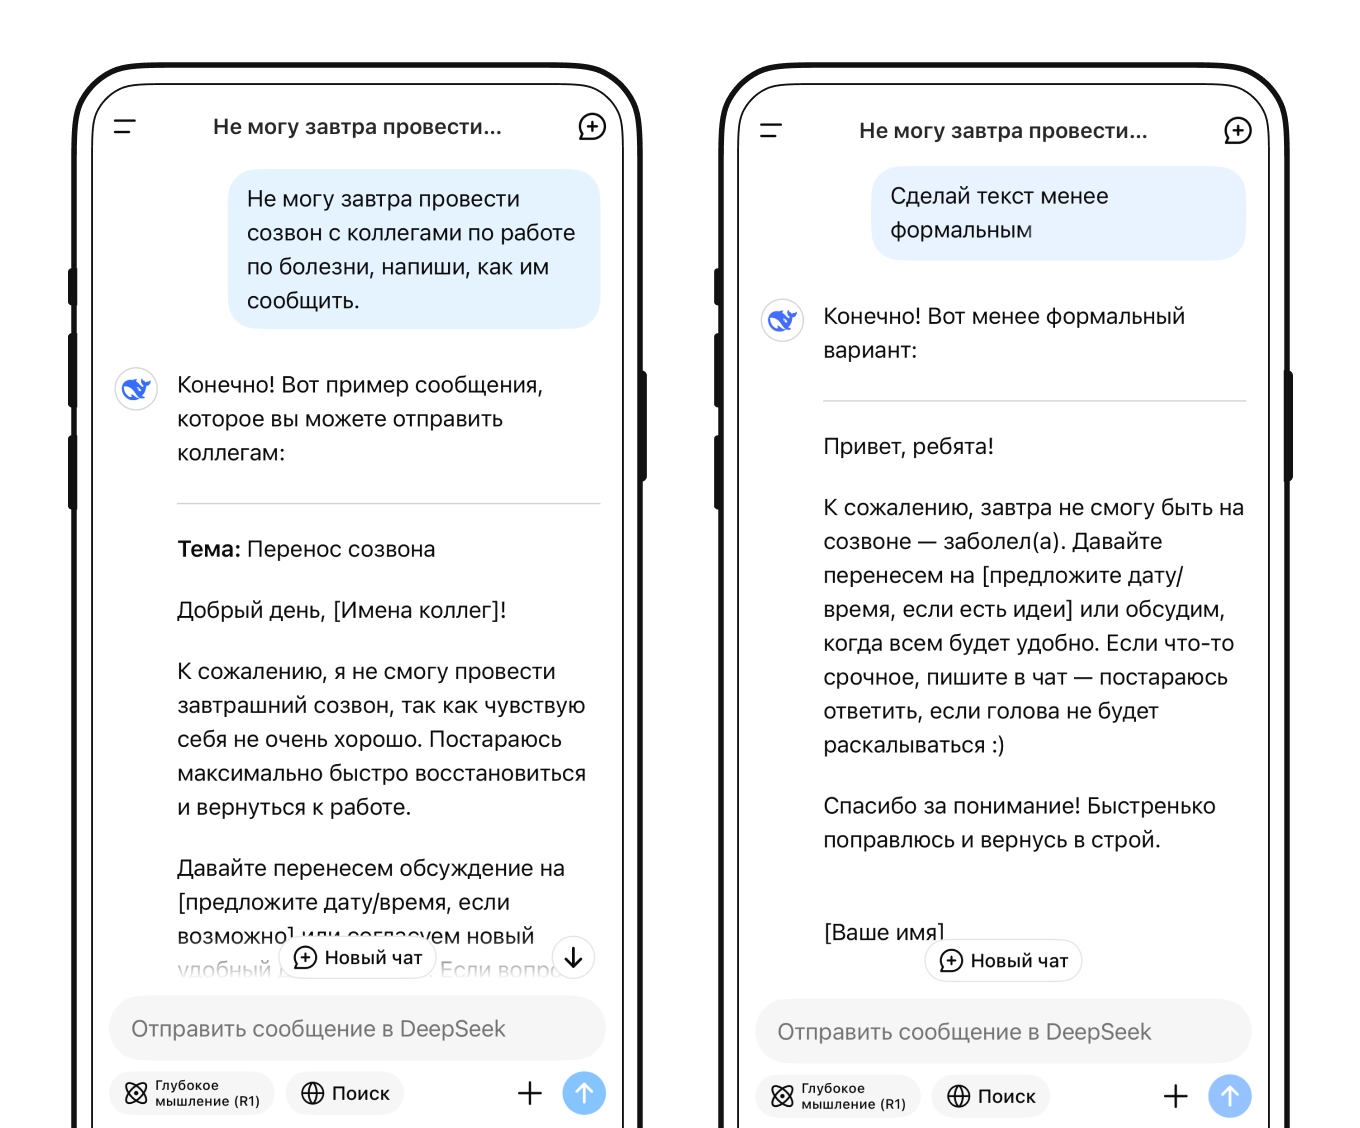 Не могу завтра провести...
Не могу завтра провести
созвон с коллегами по работе
по болезни, напиши, как им
сообщить.
Конечно! Вот пример сообщения,
которое вы можете отправить
коллегам:
Тема: Перенос созвона
Добрый день, [Имена коллег]!
К сожалению, я не смогу провести
завтрашний созвон, так как чувствую
себя не очень хорошо. Постараюсь
максимально быстро восстановиться
и вернуться к работе.
Давайте перенесем обсуждение на
[предложите дату/время, если
возможно] или согласуем новый
удобный Если
Новый чат
Отправить сообщение в DeepSeek
Глубокое
мышление (R1)
Поиск
Не могу завтра провести...
Сделай текст менее
формальным
Конечно! Вот менее формальный
вариант:
Привет, ребята!
К сожалению, завтра не смогу быть на
созвоне — заболел(а). Давайте
перенесем на [предложите дату/
время, если есть идеи] или обсудим,
когда всем будет удобно. Если что-то
срочное, пишите в чат — постараюсь
ответить, если голова не будет
раскалываться :)
Спасибо за понимание! Быстренько
поправлюсь и вернусь в строй.
[Ваше имя]
Новый чат
Отправить сообщение в DeepSeek
Глубокое
мышление (R1)
Поиск